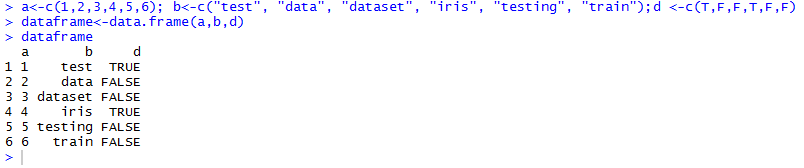 > a<-c(1,2,3,4,5,6); b<-c("test", "data", "dataset", "iris", "testing", "train");d <-c(T,F,F,T,F,F)
> dataframe<-data.frame(a,b,d)
> dataframe
  a       b     d
1 1    test  TRUE
2 2    data FALSE
3 3 dataset FALSE
4 4    iris  TRUE
5 5 testing FALSE
6 6   train FALSE
>